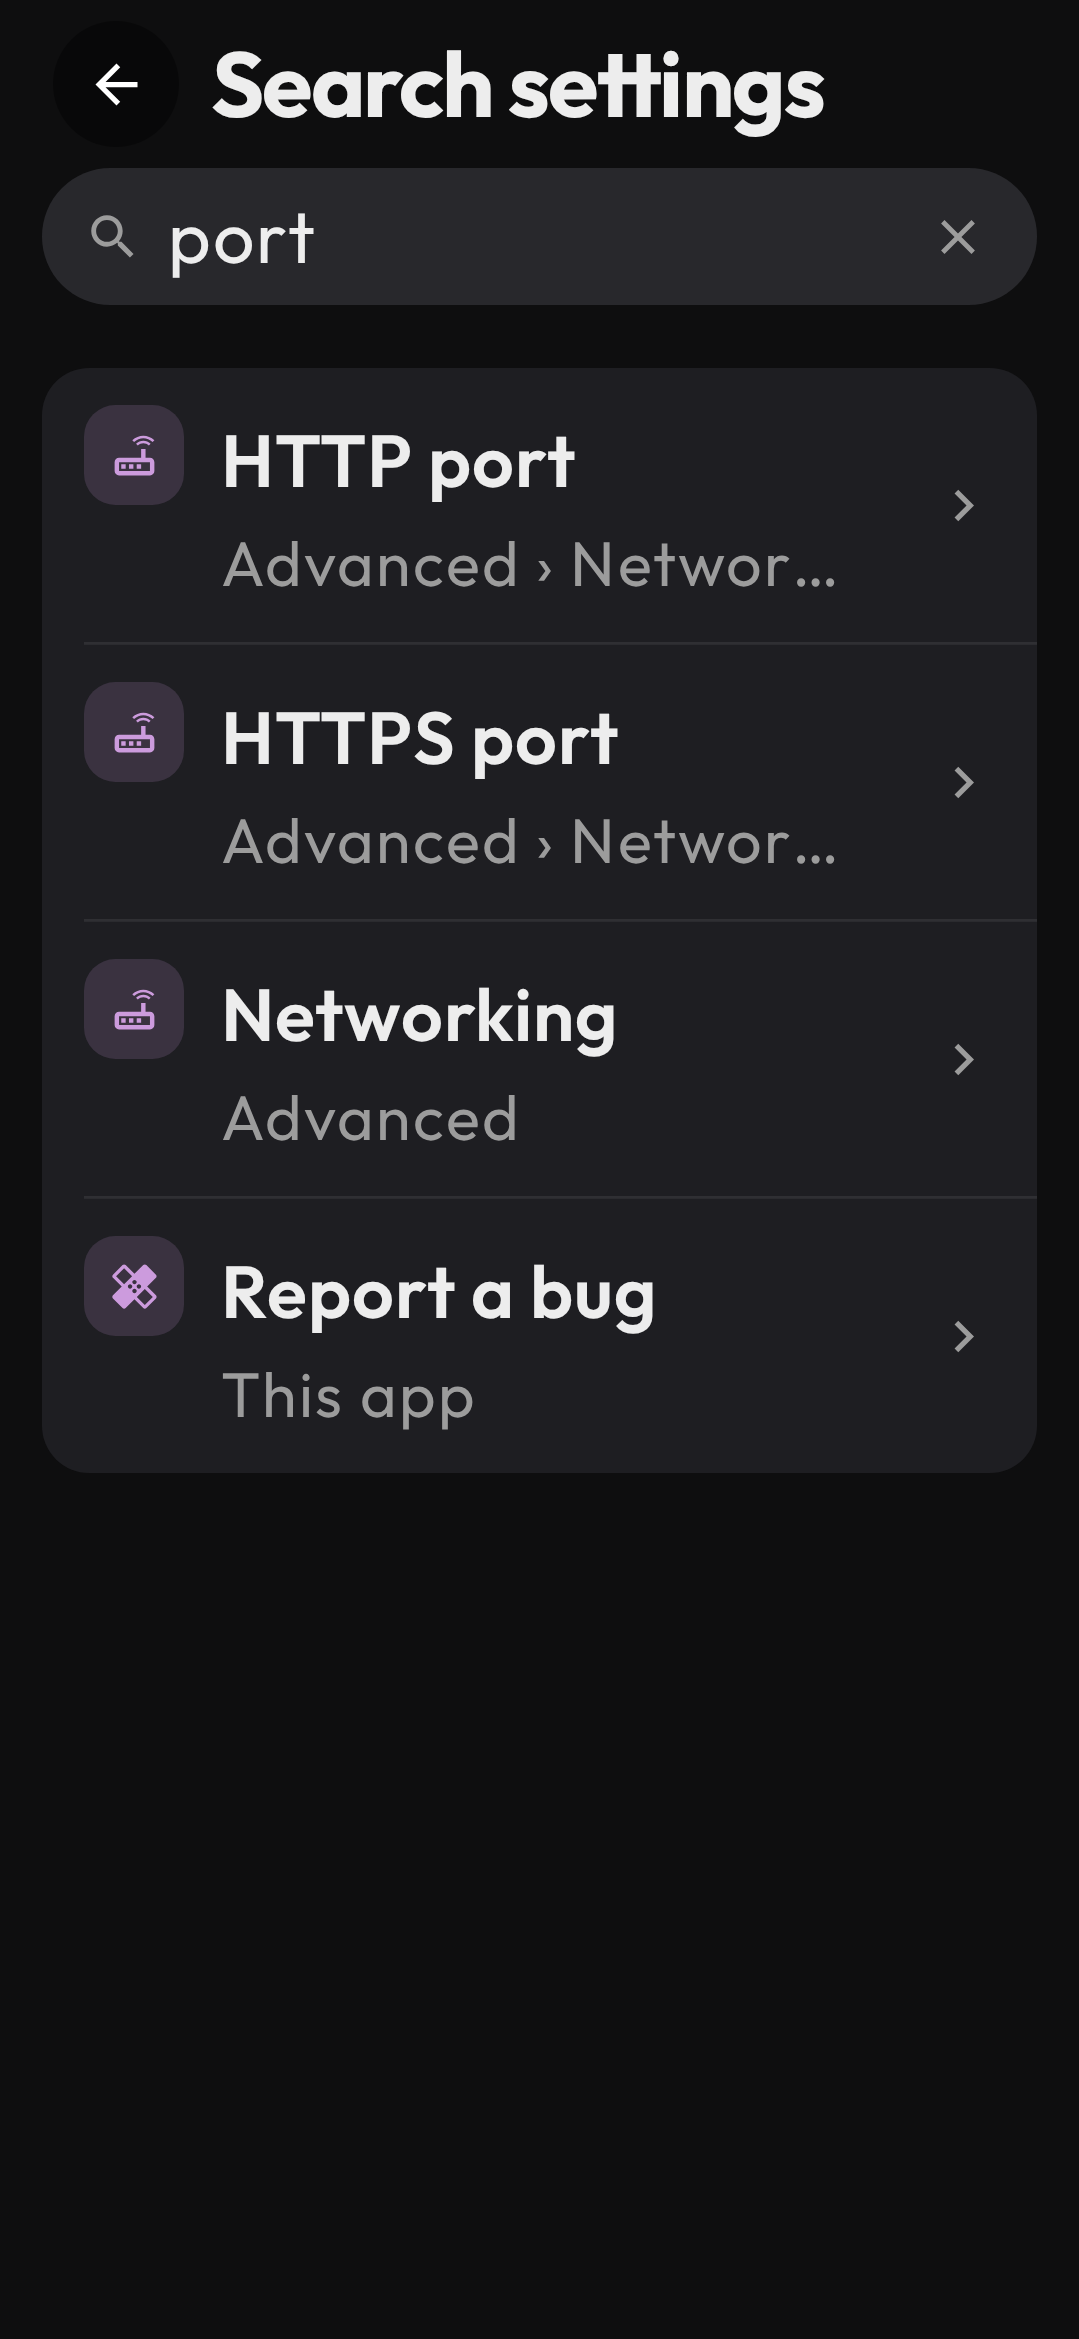 Search settings
port
HTTP port
Advanced › Networ...
HTTPS port
Advanced › Networ...
Networking
Advanced
Report a bug
This app